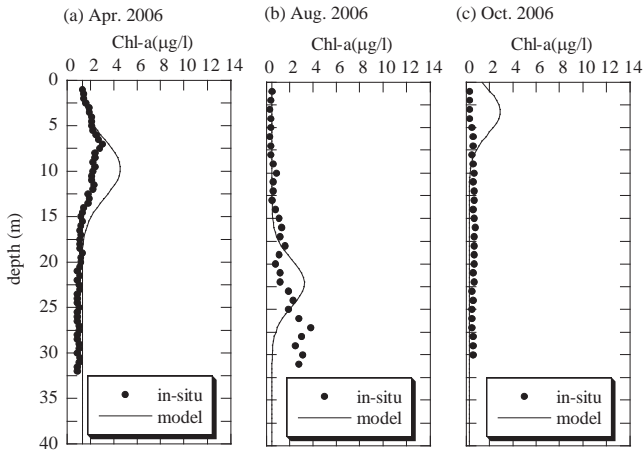 (a) Apr. 2006 (b) Aug. 2006 (c) Oct. 2006
Chl-a(μg/l) Chl-a(μg/l) Chl-a(μg/l)
0 2 4 6 8 10 12 14 0 2 4 6 8 10 12 14 0 2 4 6 8 10 12 14
0
5
10
15
20
25
30
35
40
depth (m)
in-situ
model
in-situ
model
in-situ
model